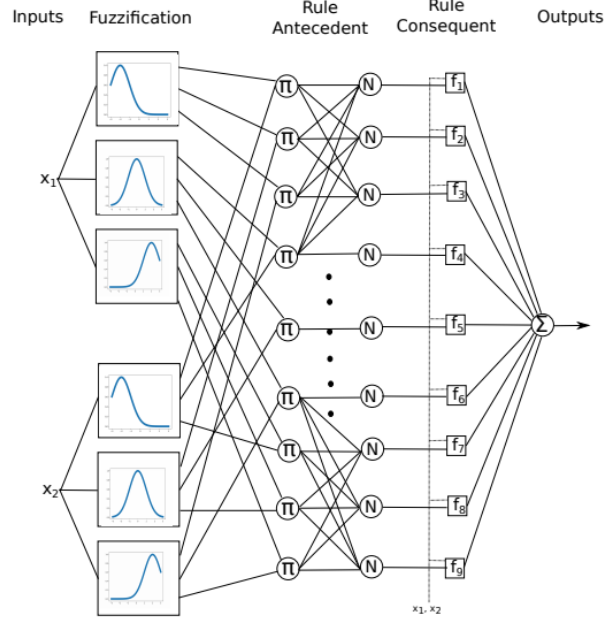 Inputs
Fuzzification
Rule
Antecedent
Rule
Consequent
Outputs
x1
x2
π
π
π
π
π
π
π
π
π
N
N
N
N
N
N
N
N
N
f1
f2
f3
f4
f5
f6
f7
f8
f9
Σ
x1, x2